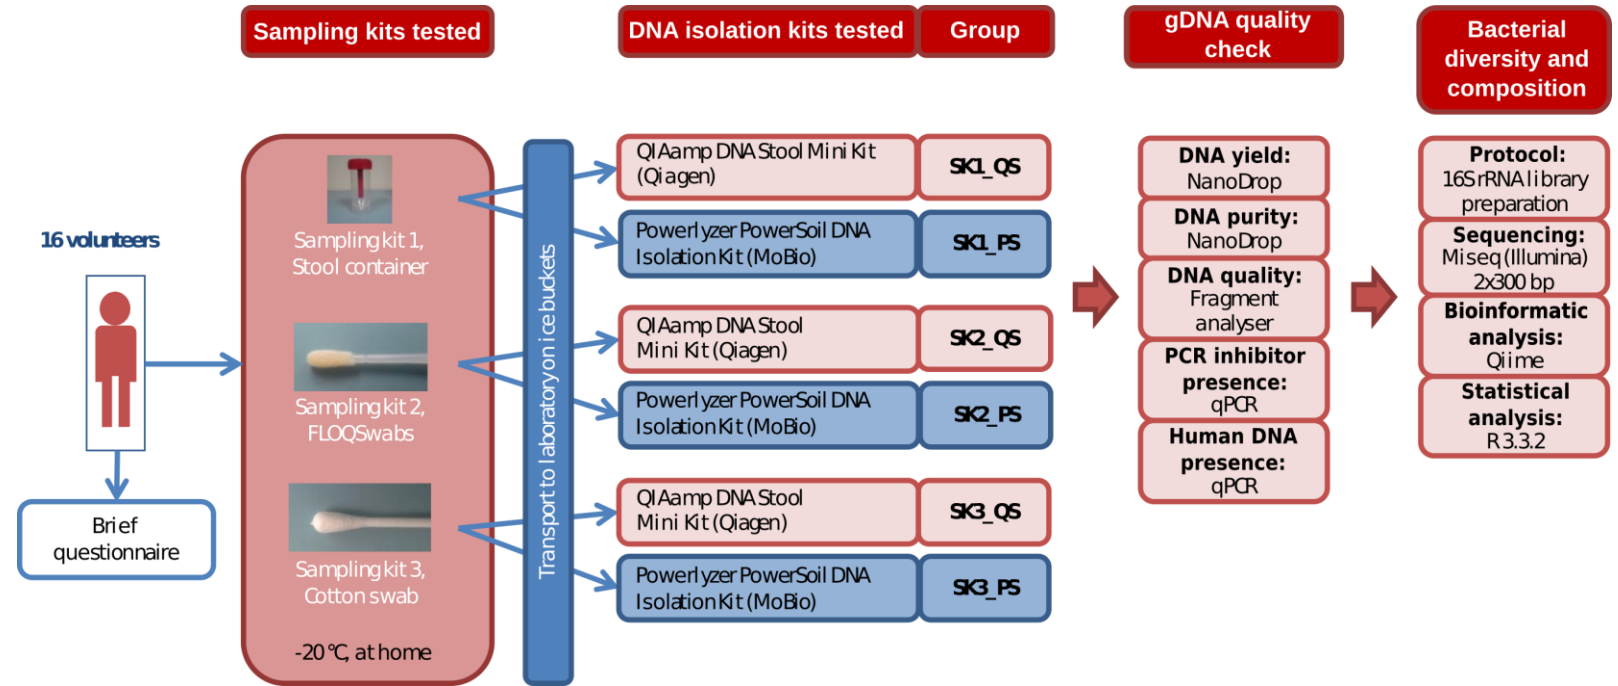 Sampling kits tested
DNA isolation kits tested
Group
gDNA quality
check
Bacterial
diversity and
composition
16 volunteers
Brief
questionnaire
Sampling kit 1,
Stool container
Sampling kit 2,
FLOQSwabs
Sampling kit 3,
Cotton swab
-20 °C, at home
Transport to laboratory on ice buckets
QIAamp DNA Stool Mini Kit
(Qiagen)
SK1_QS
Powerlyzer PowerSoil DNA
Isolation Kit (MoBio)
SK1_PS
QIAamp DNA Stool
Mini Kit (Qiagen)
SK2_QS
Powerlyzer PowerSoil DNA
Isolation Kit (MoBio)
SK2_PS
QIAamp DNA Stool
Mini Kit (Qiagen)
SK3_QS
Powerlyzer PowerSoil DNA
Isolation Kit (MoBio)
SK3_PS
DNA yield:
NanoDrop
DNA purity:
NanoDrop
DNA quality:
Fragment
analyser
PCR inhibitor
presence:
qPCR
Human DNA
presence:
qPCR
Protocol:
16S rRNA library
preparation
Sequencing:
Miseq (Illumina)
2x300 bp
Bioinformatic
analysis:
Qiime
Statistical
analysis:
R 3.3.2